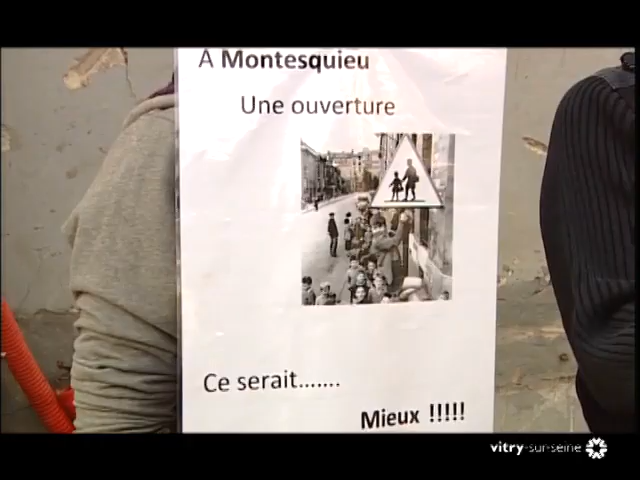 À Montesquieu
Une ouverture
Ce serait.......
Mieux !!!!!
vitry-sur-seine